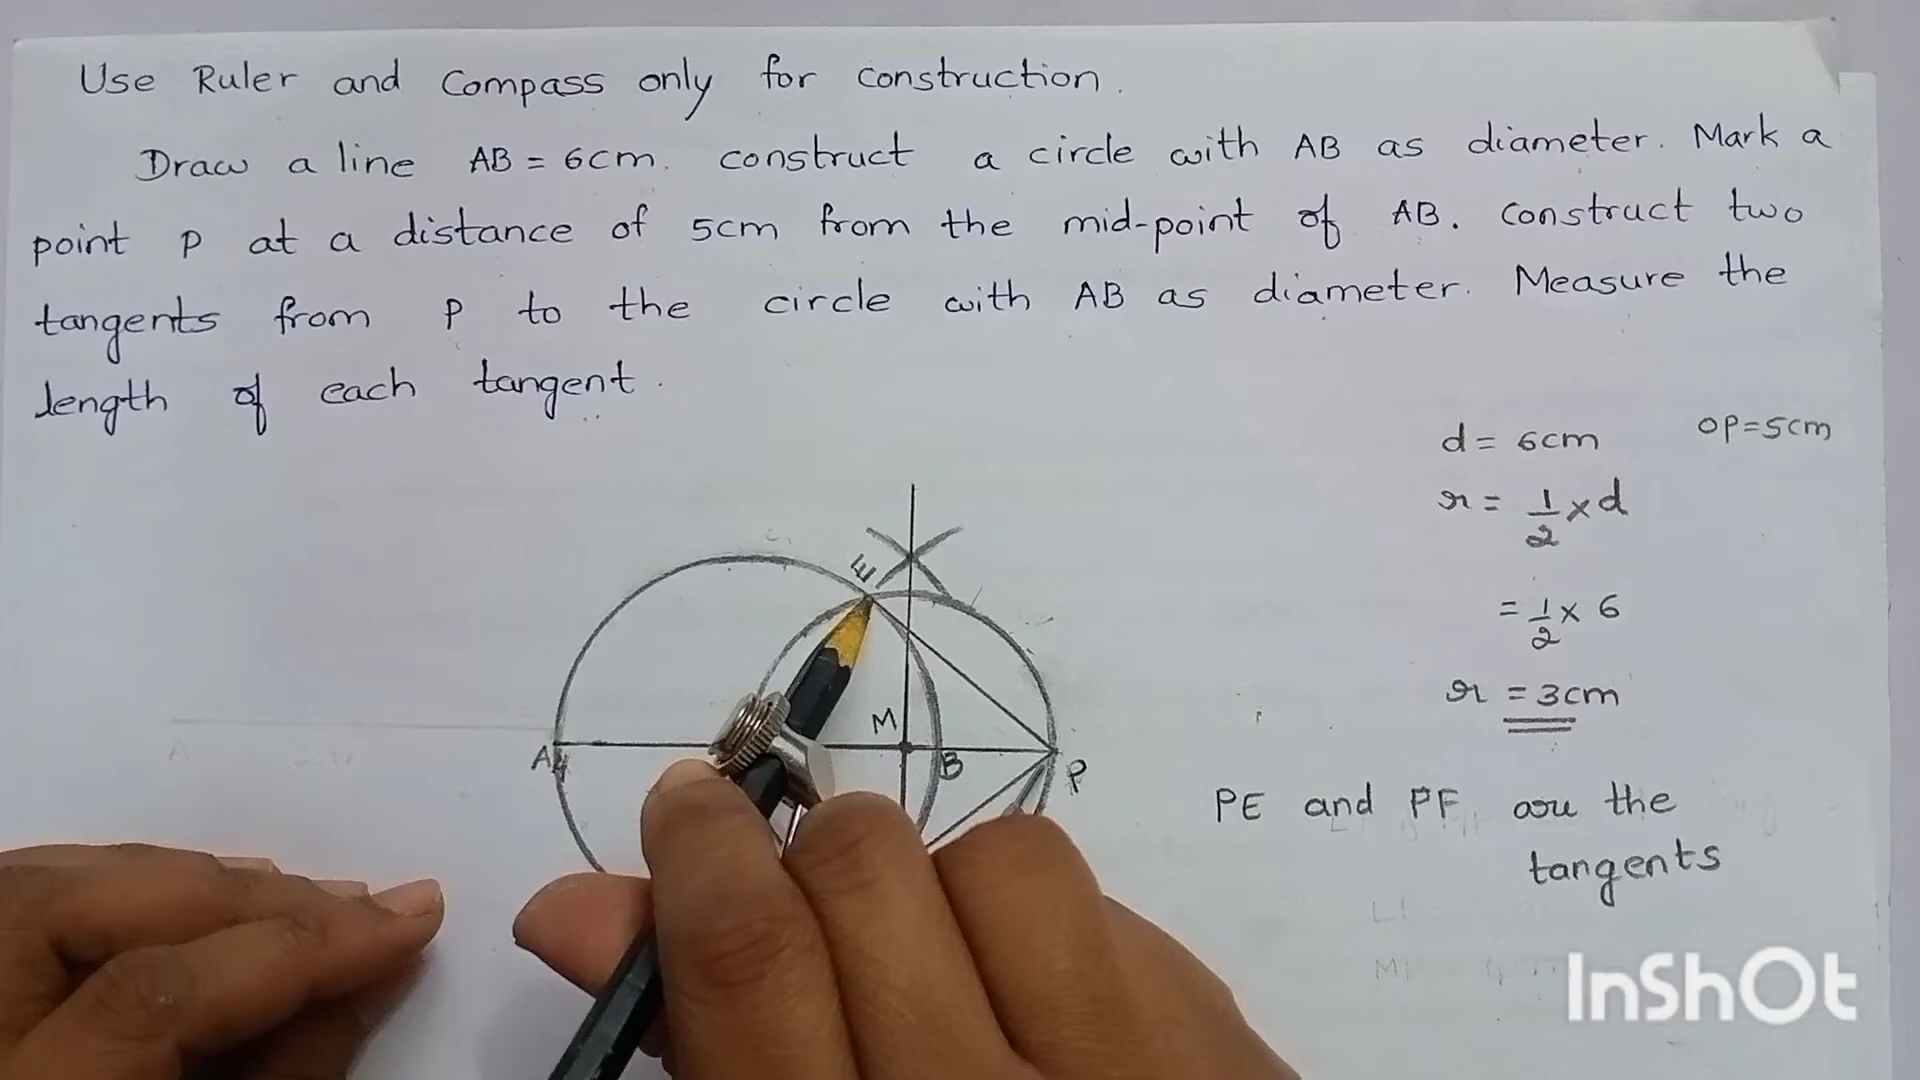 Use Ruler and Compass only for construction.
Draw a line AB = 6cm. construct a circle with AB as diameter. Mark a
point P at a distance of 5cm from the mid-point of AB. construct two
tangents from P to the circle with AB as diameter. Measure the
length of each tangent.
d = 6cm OP=5cm
r = 1/2 × d
= 1/2 × 6
r = 3cm
E
M
A B P
PE and PF are the
tangents
InShOt